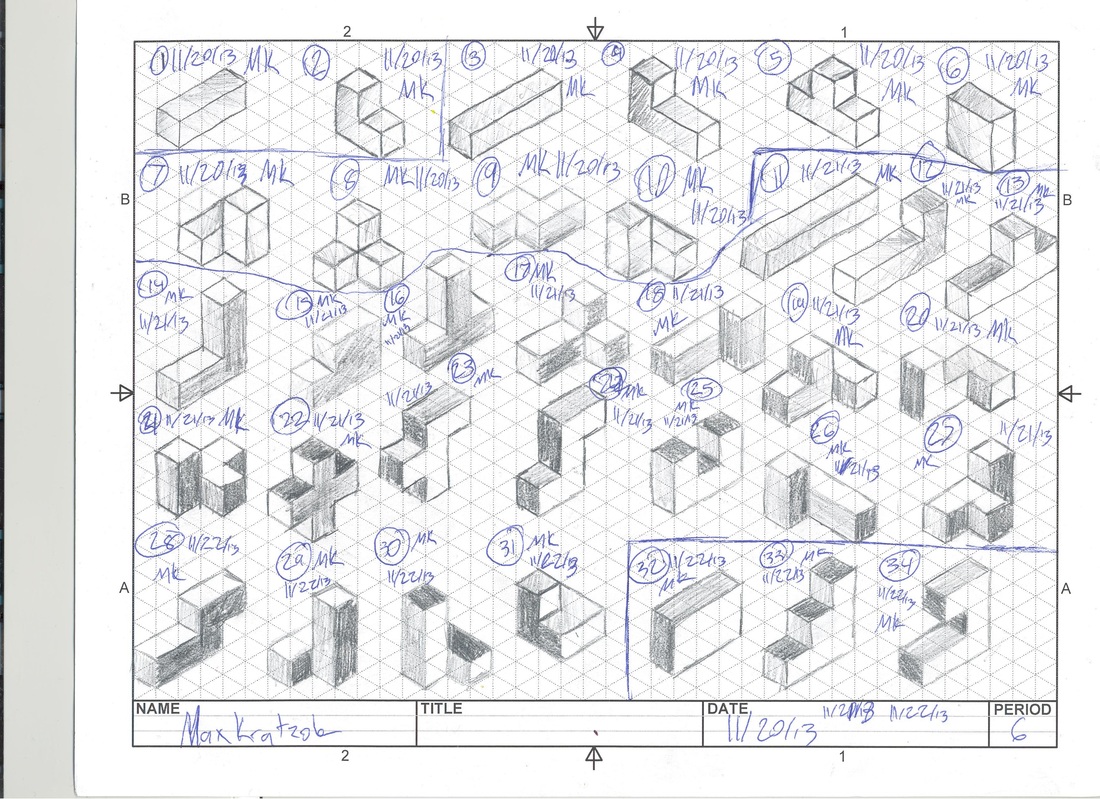 2
1
① 11/20/13 MK
② 11/20/13 MK
③ 11/20/13 MK
④ 11/20/13 MK
⑤ 11/20/13 MK
⑥ 11/20/13 MK
B
⑦ 11/20/13 MK
⑧ MK 11/20/13
⑨ MK 11/20/13
⑩ MK 11/20/13
⑪ 11/21/13 MK
⑫ 11/21/13 MK
⑬ MK 11/21/13
B
⑭ MK 11/21/13
⑮ MK 11/21/13
⑯ MK 11/21/13
⑰ MK 11/21/13
⑱ 11/21/13 MK
⑲ 11/21/13 MK
⑳ 11/21/13 MK
㉑ 11/21/13 MK
㉒ 11/21/13 MK
11/21/13 ㉓ MK
MK 11/21/13
㉕ MK 11/21/13
㉖ MK 11/21/13
㉗ MK 11/21/13
A
㉘ 11/22/13 MK
㉙ MK 11/22/13
㉚ MK 11/22/13
㉛ MK 11/22/13
㉜ 11/22/13 MK
㉝ MK 11/22/13
㉞ 11/22/13 MK
A
NAME Max
TITLE
DATE 11/20/13 11/22/13
PERIOD 6
2
1